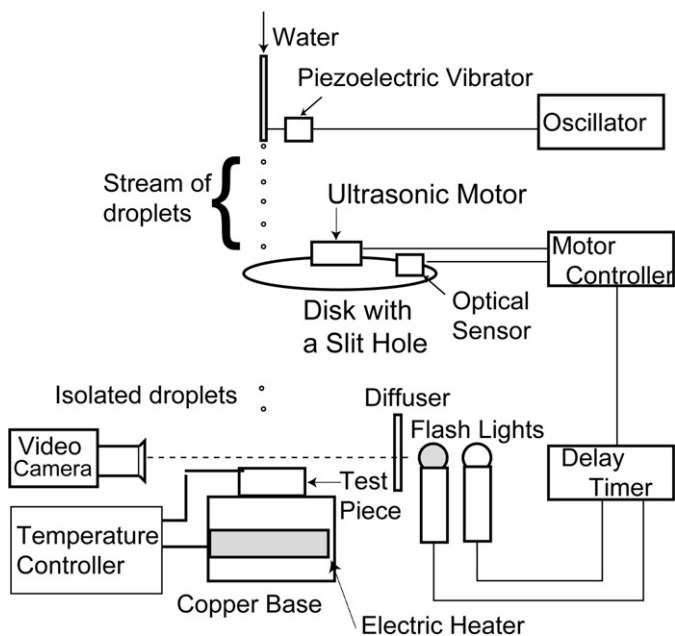 Water
Piezoelectric Vibrator
Oscillator
Stream of
droplets
Ultrasonic Motor
Motor
Controller
Optical
Sensor
Disk with
a Slit Hole
Isolated droplets
Diffuser
Flash Lights
Video
Camera
Delay
Timer
Test
Piece
Temperature
Controller
Copper Base
Electric Heater